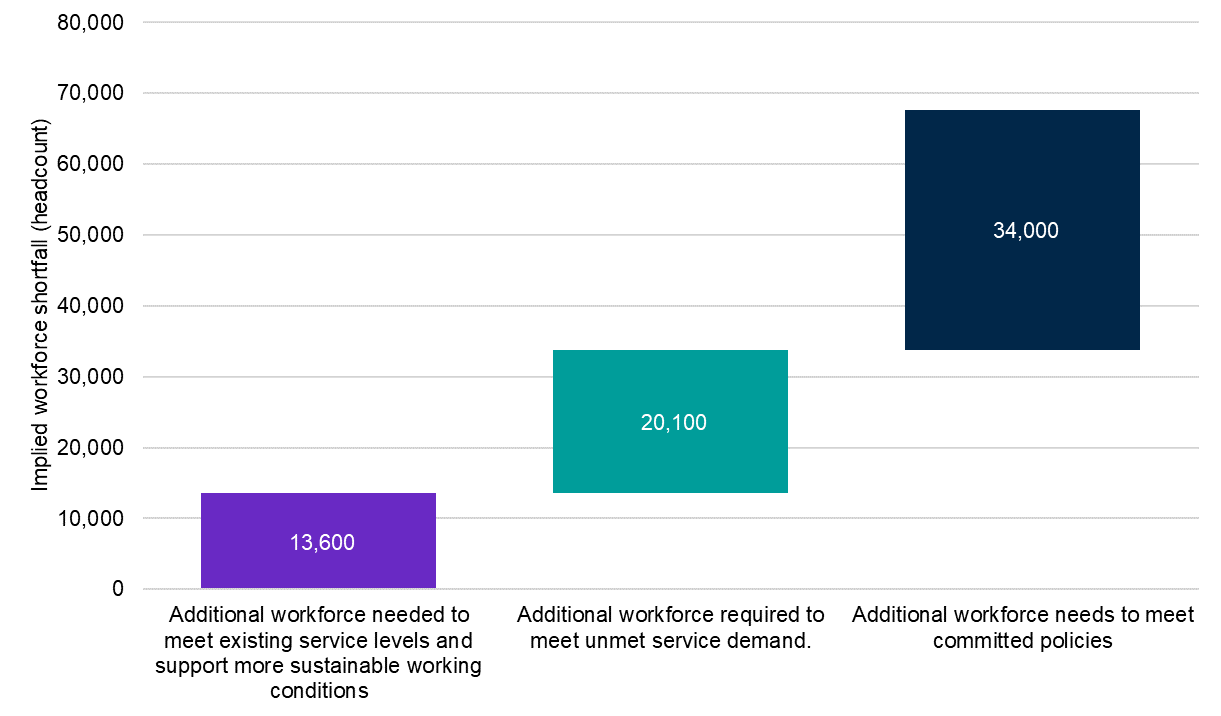 80,000
70,000
60,000
50,000
40,000
30,000
20,000
10,000
0
Implied workforce shortfall (headcount)
13,600
20,100
34,000
Additional workforce needed to
meet existing service levels and
support more sustainable working
conditions
Additional workforce required to
meet unmet service demand.
Additional workforce needs to meet
committed policies